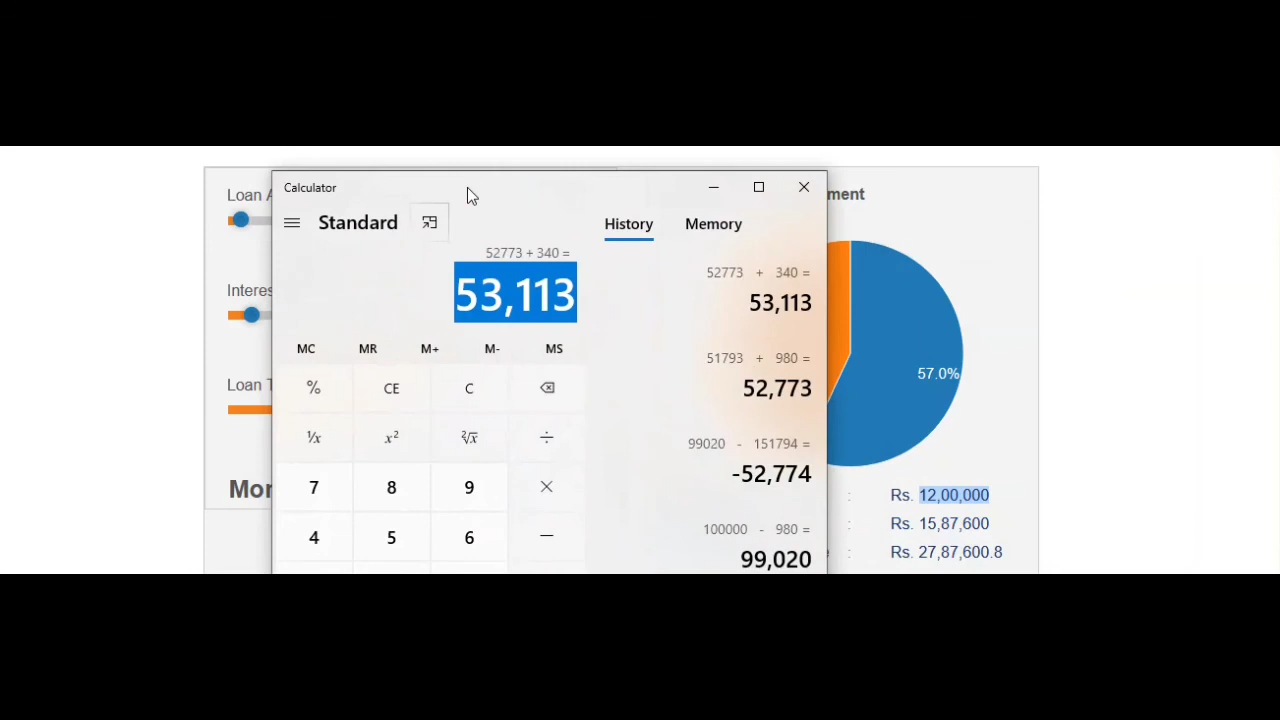 Loan A
Interes
Loan T
Mor
Calculator
Standard
52773 + 340 =
53,113
MC MR M+ M- MS
% CE C
¹/x x² ²√x ÷
7 8 9 ×
4 5 6 −
History Memory
52773 + 340 =
53,113
51793 + 980 =
52,773
99020 - 151794 =
-52,774
100000 - 980 =
99,020
ment
57.0%
: Rs. 12,00,000
: Rs. 15,87,600
e : Rs. 27,87,600.8